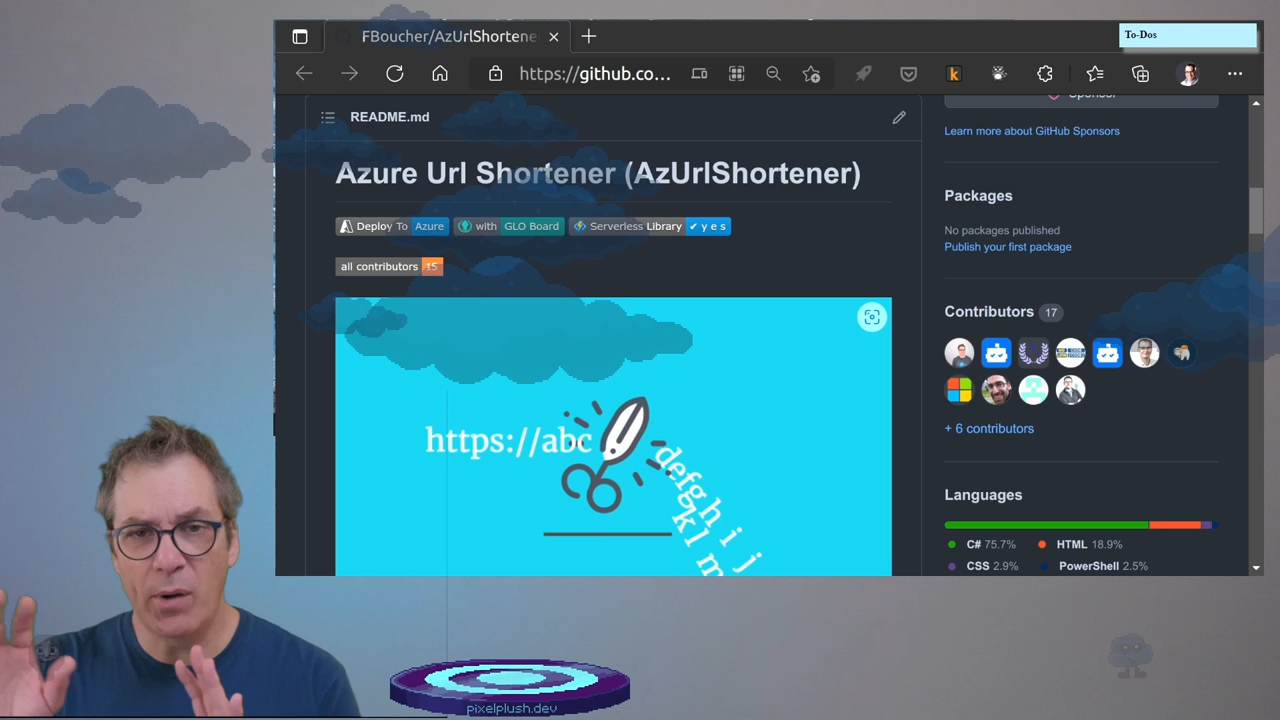 FBoucher/AzUrlShortene
To-Dos
https://github.co...
k
README.md
Sponsor
Learn more about GitHub Sponsors
Azure Url Shortener (AzUrlShortener)
Packages
Deploy To Azure
with GLO Board
Serverless Library ✔ y e s
No packages published
Publish your first package
all contributors 15
Contributors 17
https://abc
defgh i j
kl m
+ 6 contributors
Languages
C# 75.7%
HTML 18.9%
CSS 2.9%
PowerShell 2.5%
pixelplush.dev